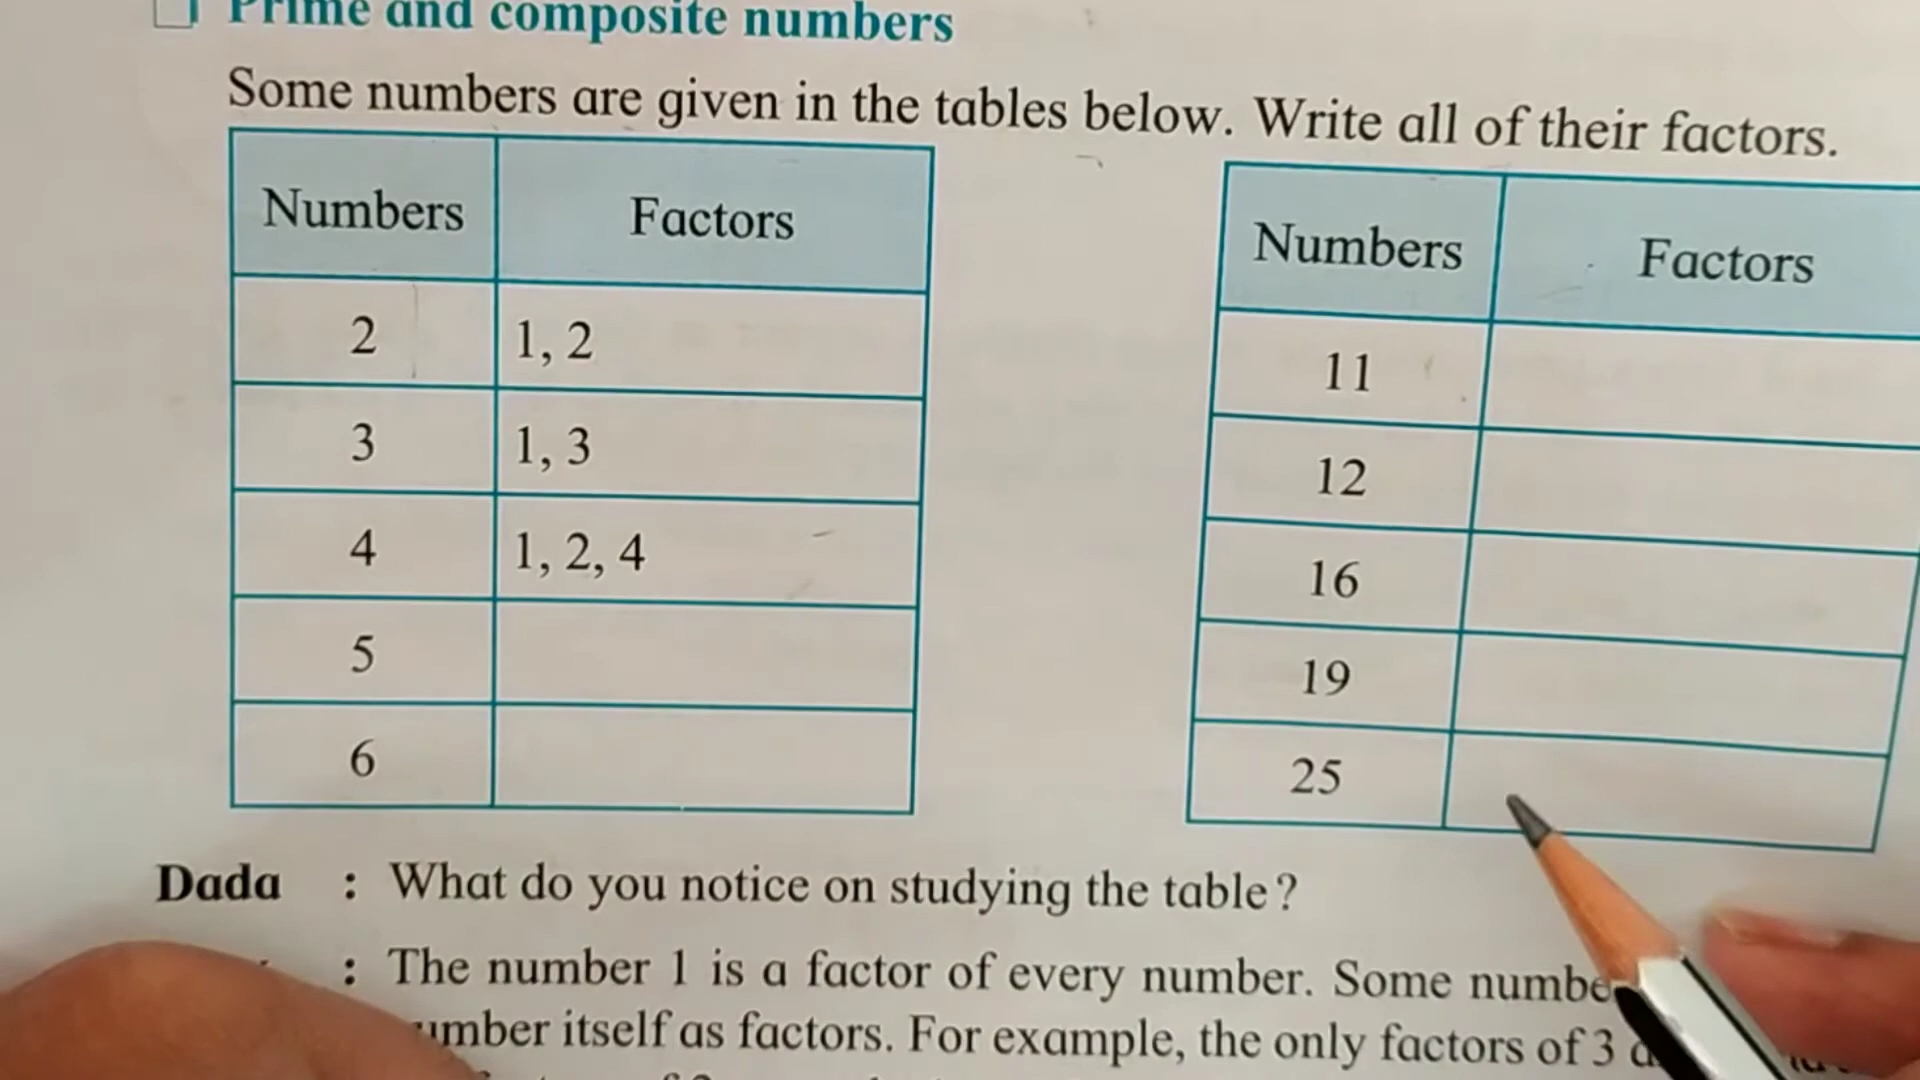 Prime and composite numbers
Some numbers are given in the tables below. Write all of their factors.
Numbers Factors
2 1, 2
3 1, 3
4 1, 2, 4
5
6
Numbers Factors
11
12
16
19
25
Dada : What do you notice on studying the table?
: The number 1 is a factor of every number. Some
itself as factors. For example, the only factors of 3